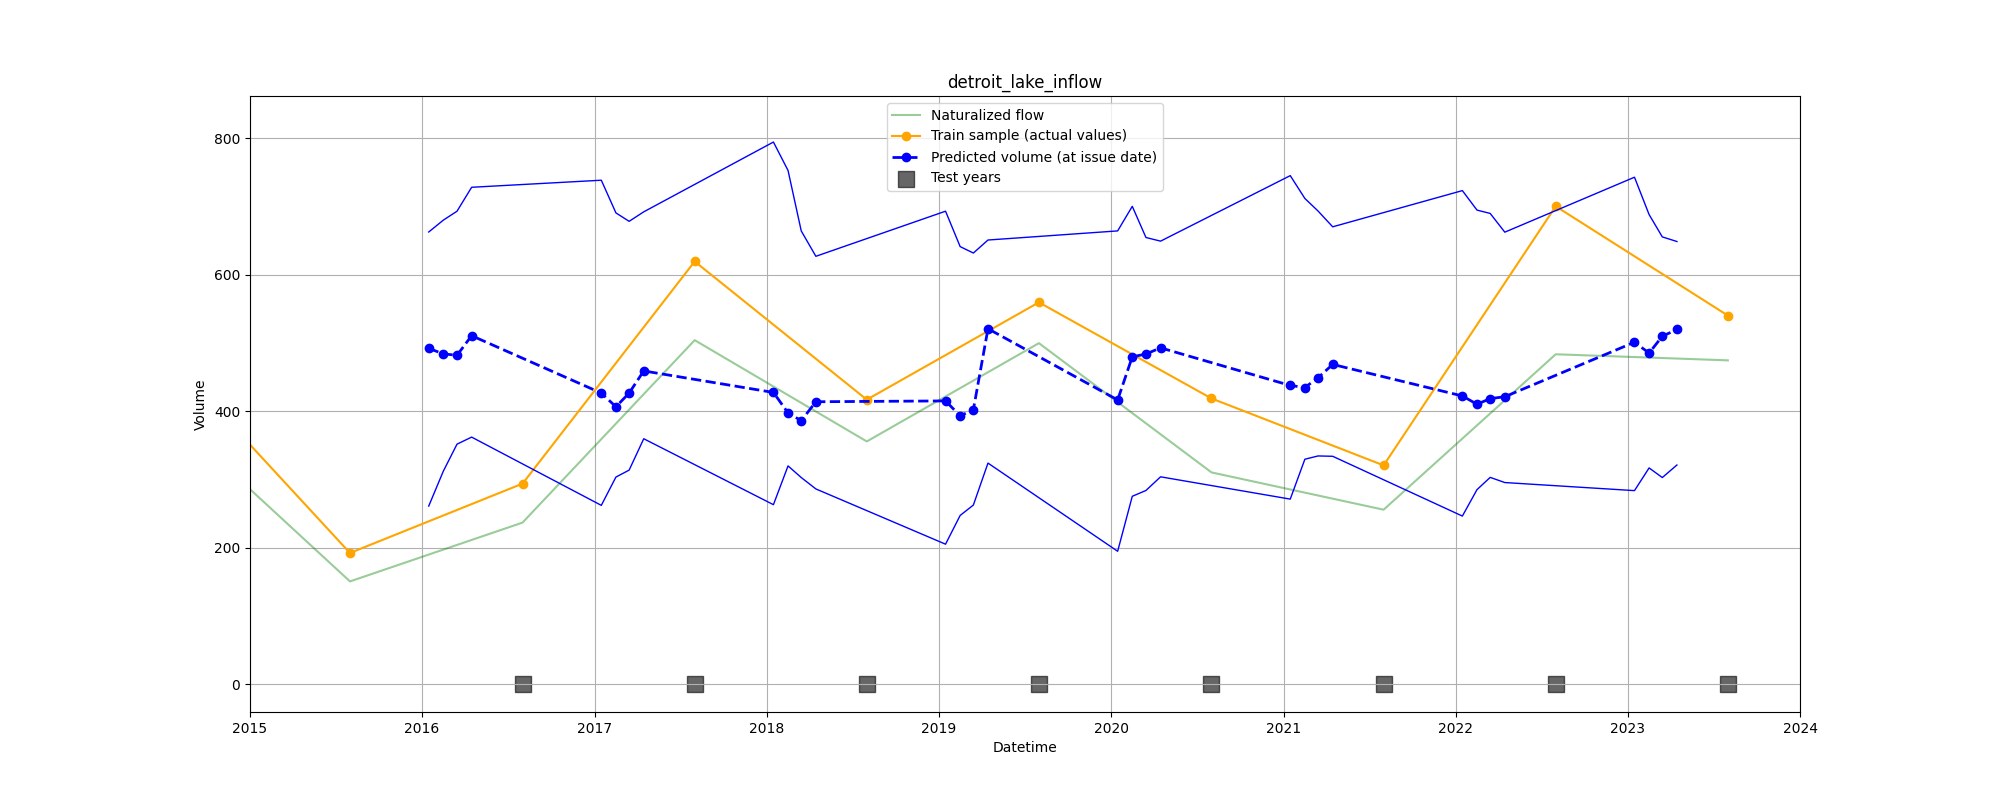 detroit_lake_inflow
Naturalized flow
Train sample (actual values)
Predicted volume (at issue date)
Test years
Volume
800
600
400
200
0
2015 2016 2017 2018 2019 2020 2021 2022 2023 2024
Datetime